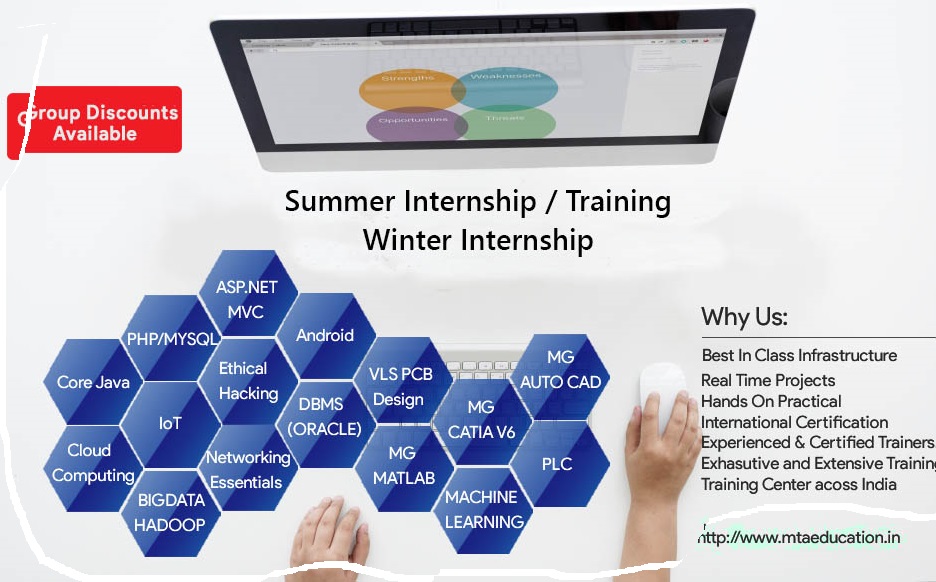 Group Discounts
Available
Strengths
Weaknesses
Opportunities
Threats
Summer Internship / Training
Winter Internship
ASP.NET
MVC
PHP/MYSQL
Android
Core Java
Ethical
Hacking
VLS PCB
Design
MG
AUTO CAD
IoT
DBMS
(ORACLE)
MG
CATIA V6
Cloud
Computing
Networking
Essentials
MG
MATLAB
PLC
BIGDATA
HADOOP
MACHINE
LEARNING
Why Us:
Best In Class Infrastructure
Real Time Projects
Hands On Practical
International Certification
Experienced & Certified Trainers
Exhasutive and Extensive Training
Training Center acoss India
http://www.mtaeducation.in